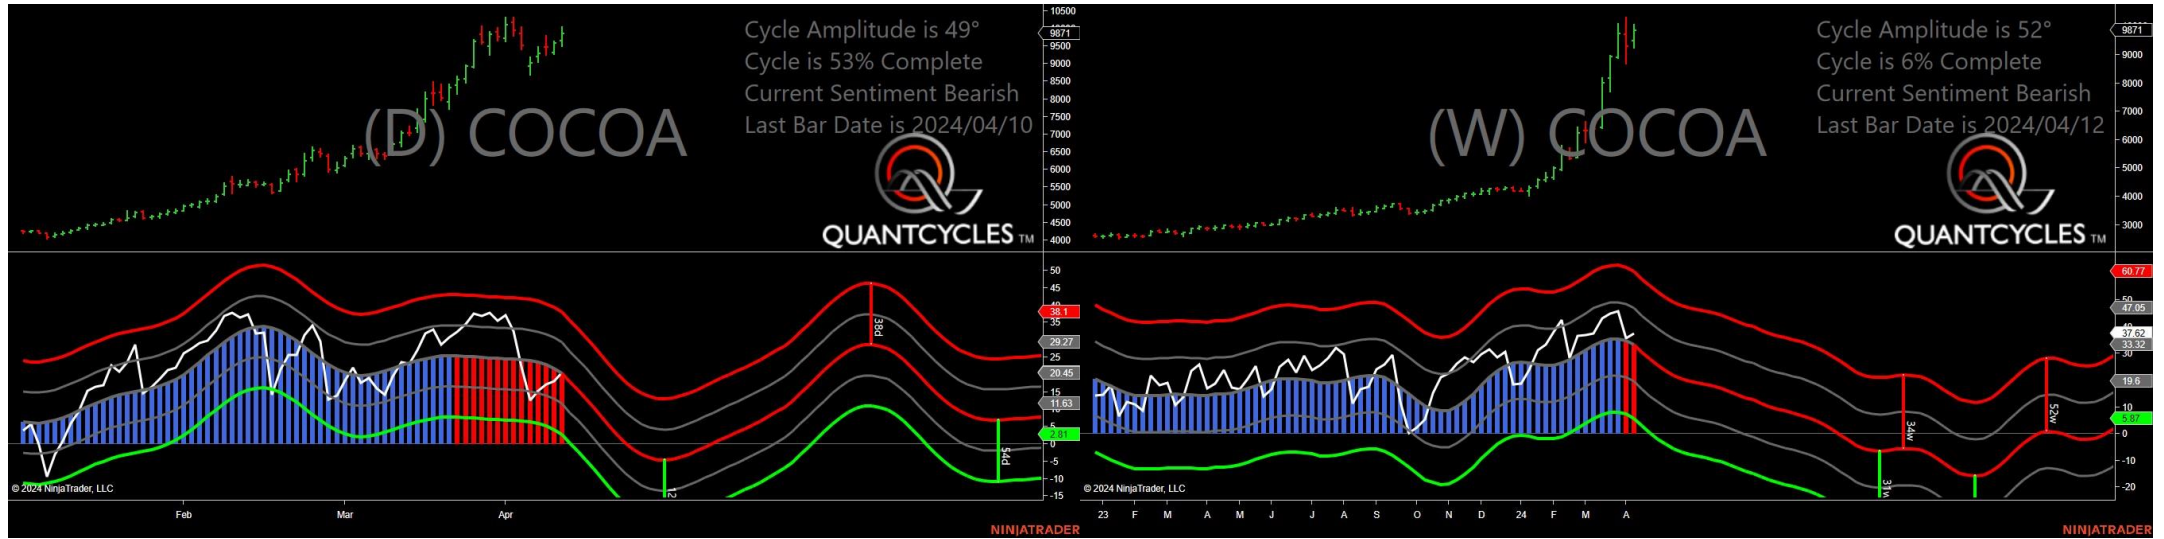 Cycle Amplitude is 49°
Cycle is 53% Complete
Current Sentiment Bearish
Last Bar Date is 2024/04/10
(D) COCOA
QUANTCYCLES TM
10500
9871
9500
9000
8500
8000
7500
7000
6500
6000
5500
5000
4500
4000
50
45
38.1
35
29.27
25
20.45
15
11.63
2.81
0
-5
-10
-15
38d
54d
12
© 2024 NinjaTrader, LLC
Feb
Mar
Apr
NINJATRADER
Cycle Amplitude is 52°
Cycle is 6% Complete
Current Sentiment Bearish
Last Bar Date is 2024/04/12
(W) COCOA
QUANTCYCLES TM
9871
9000
8000
7000
6000
5000
4000
3000
60.77
47.05
37.62
33.32
30
19.6
10
5.87
0
-10
-20
34w
52w
31w
© 2024 NinjaTrader, LLC
23 F M A M J J A S O N D 24 F M A
NINJATRADER